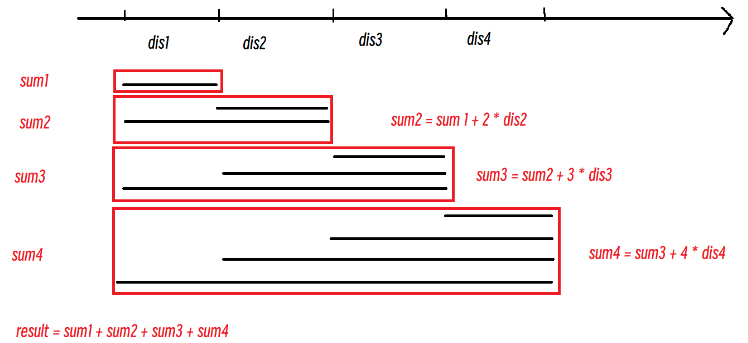 dis1 dis2 dis3 dis4
sum1
sum2 sum2 = sum 1 + 2 * dis2
sum3 sum3 = sum2 + 3 * dis3
sum4 sum4 = sum3 + 4 * dis4
result = sum1 + sum2 + sum3 + sum4